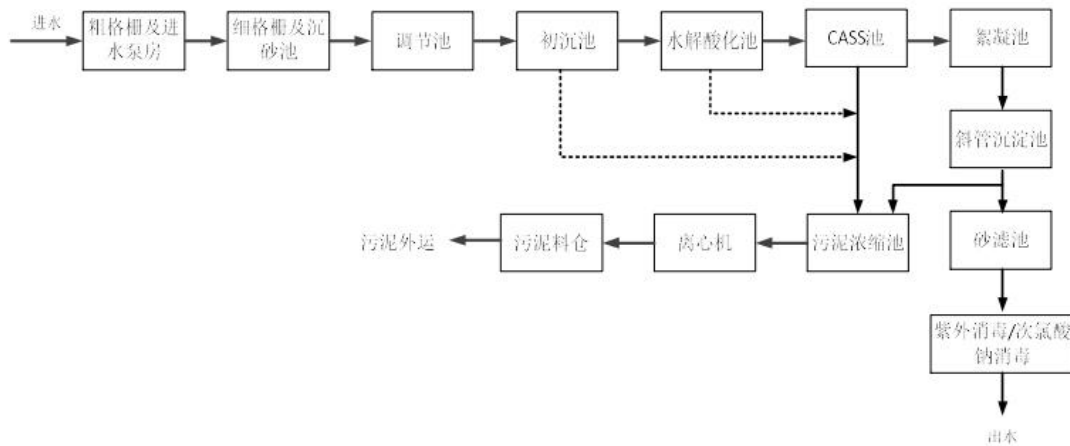 进水
粗格栅及进
水泵房
细格栅及沉
砂池
调节池
初沉池
水解酸化池
CASS池
絮凝池
斜管沉淀池
污泥外运
污泥料仓
离心机
污泥浓缩池
砂滤池
紫外消毒/次氯酸
钠消毒
出水